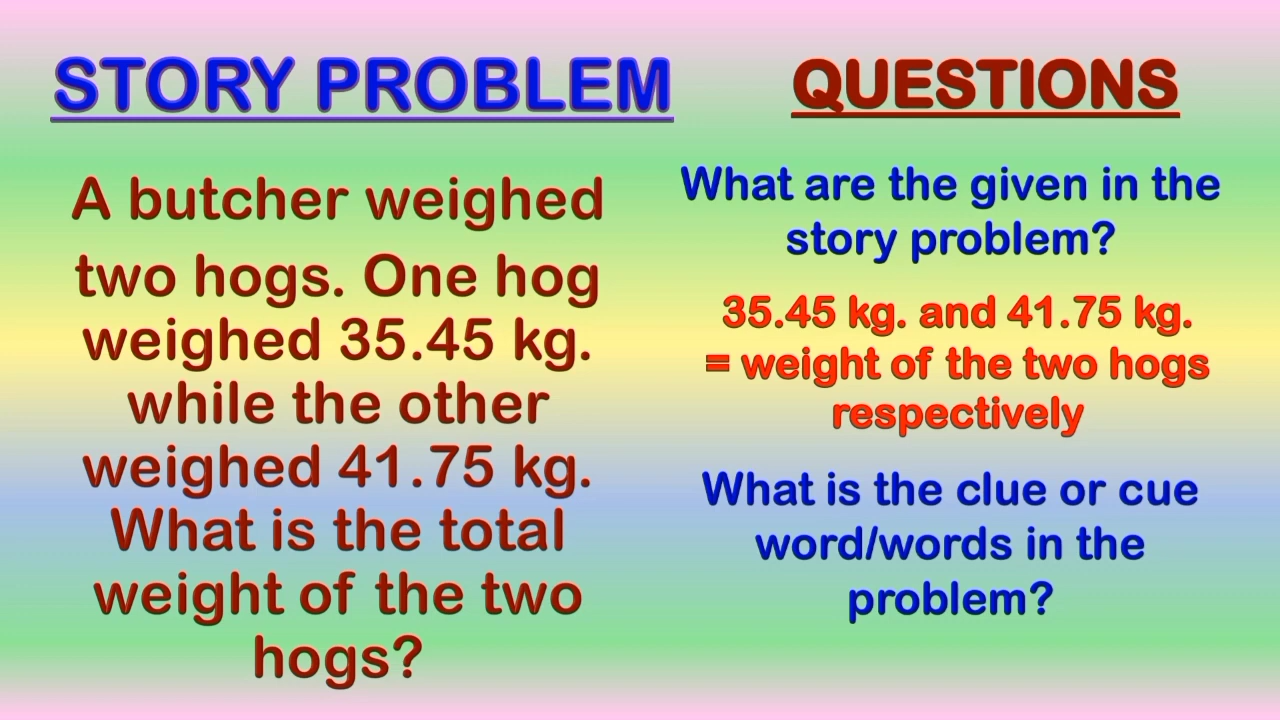 STORY PROBLEM
A butcher weighed
two hogs. One hog
weighed 35.45 kg.
while the other
weighed 41.75 kg.
What is the total
weight of the two
hogs?
QUESTIONS
What are the given in the
story problem?
35.45 kg. and 41.75 kg.
= weight of the two hogs
respectively
What is the clue or cue
word/words in the
problem?